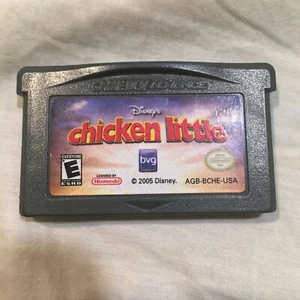 GAME BOY ADVANCE
Disney's
chicken little
EVERYONE
E
ESRB
LICENSED BY
Nintendo
bvg
© 2005 Disney.
AGB-BCHE-USA